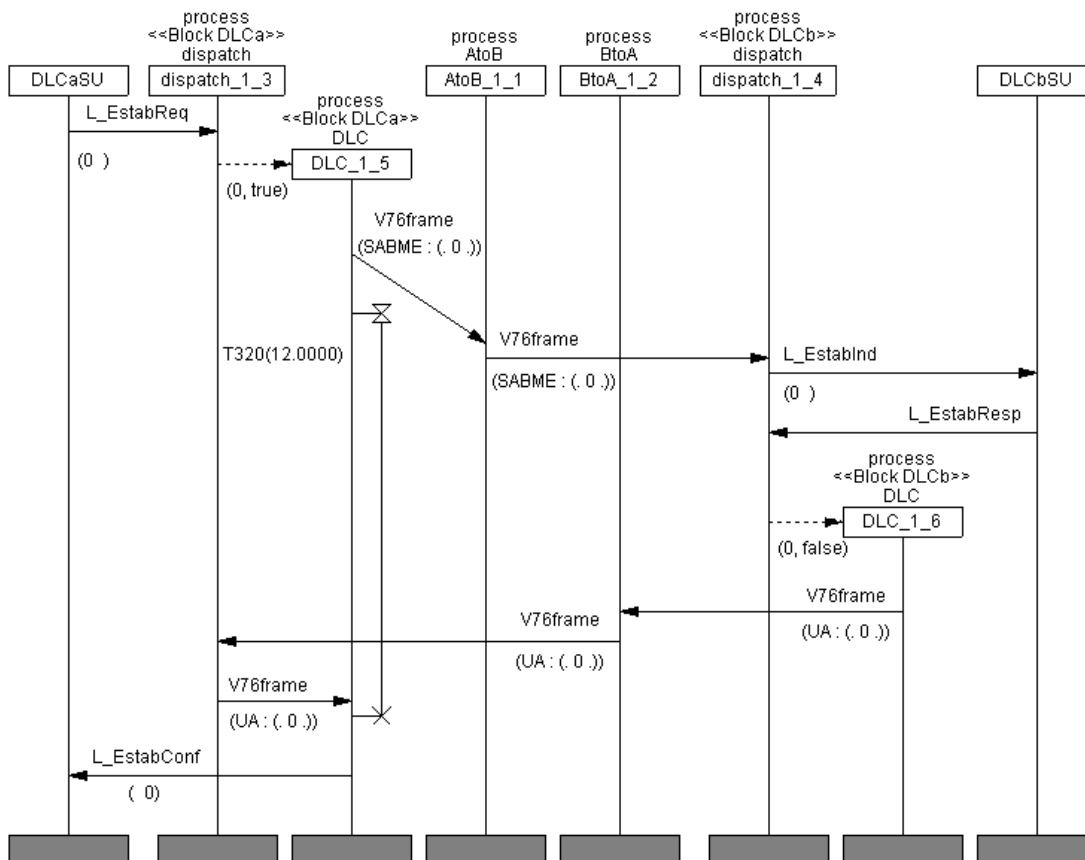 process
<<Block DLCa>>
dispatch
process
AtoB
process
BtoA
process
<<Block DLCb>>
dispatch
DLCaSU
dispatch_1_3
AtoB_1_1
BtoA_1_2
dispatch_1_4
DLCbSU
L_EstabReq
(0 )
process
<<Block DLCa>>
DLC
DLC_1_5
(0, true)
V76frame
(SABME : (. 0 .))
T320(12.0000)
V76frame
(SABME : (. 0 .))
L_EstabInd
(0 )
L_EstabResp
process
<<Block DLCb>>
DLC
DLC_1_6
(0, false)
V76frame
(UA : (. 0 .))
V76frame
(UA : (. 0 .))
V76frame
(UA : (. 0 .))
L_EstabConf
( 0)